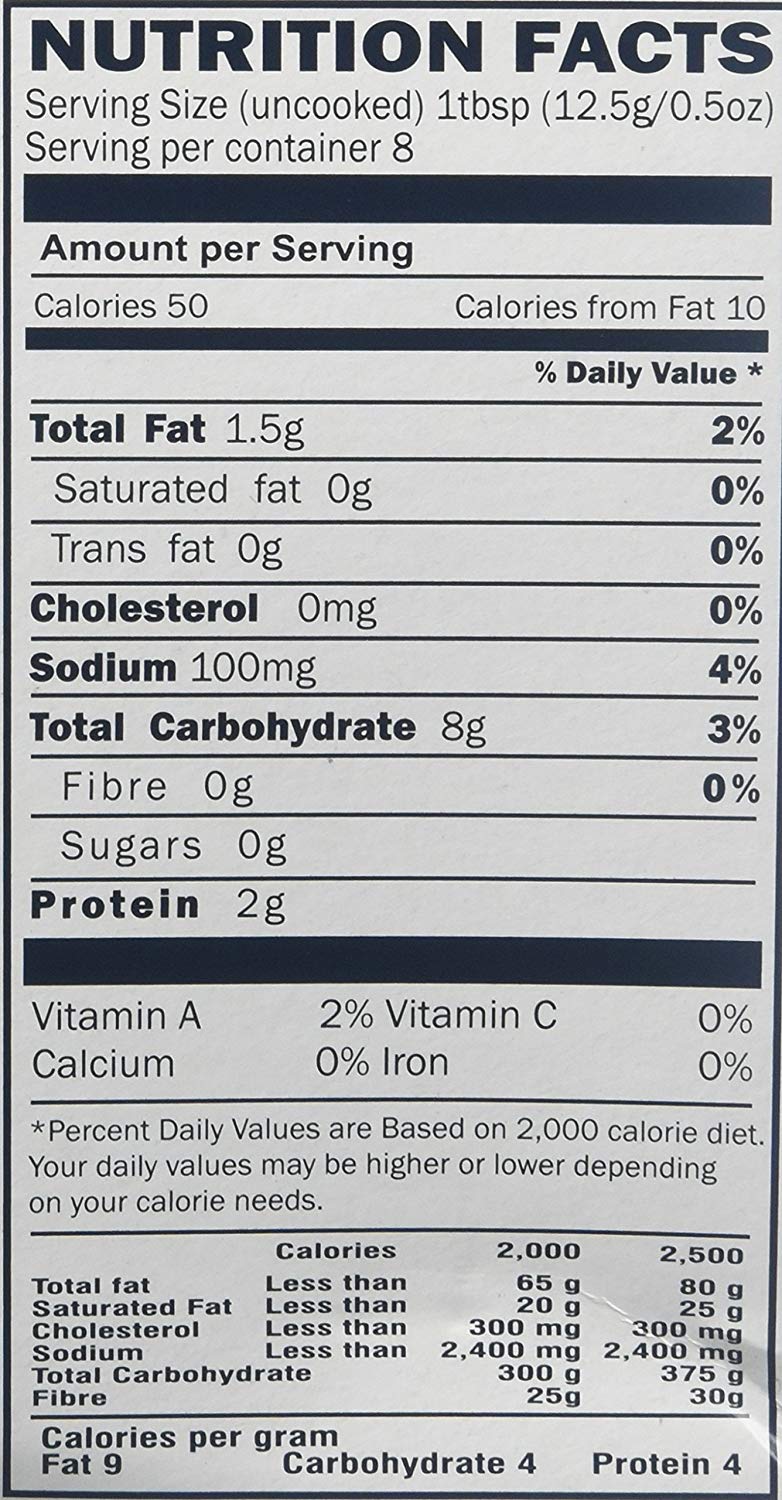 NUTRITION FACTS
Serving Size (uncooked) 1tbsp (12.5g/0.5oz)
Serving per container 8
Amount per Serving
Calories 50 Calories from Fat 10
% Daily Value *
Total Fat 1.5g 2%
Saturated fat 0g 0%
Trans fat 0g 0%
Cholesterol 0mg 0%
Sodium 100mg 4%
Total Carbohydrate 8g 3%
Fibre 0g 0%
Sugars 0g
Protein 2g
Vitamin A 2% Vitamin C 0%
Calcium 0% Iron 0%
*Percent Daily Values are Based on 2,000 calorie diet.
Your daily values may be higher or lower depending
on your calorie needs.
Calories 2,000 2,500
Total fat Less than 65 g 80 g
Saturated Fat Less than 20 g 25 g
Cholesterol Less than 300 mg 300 mg
Sodium Less than 2,400 mg 2,400 mg
Total Carbohydrate 300 g 375 g
Fibre 25g 30g
Calories per gram
Fat 9 Carbohydrate 4 Protein 4